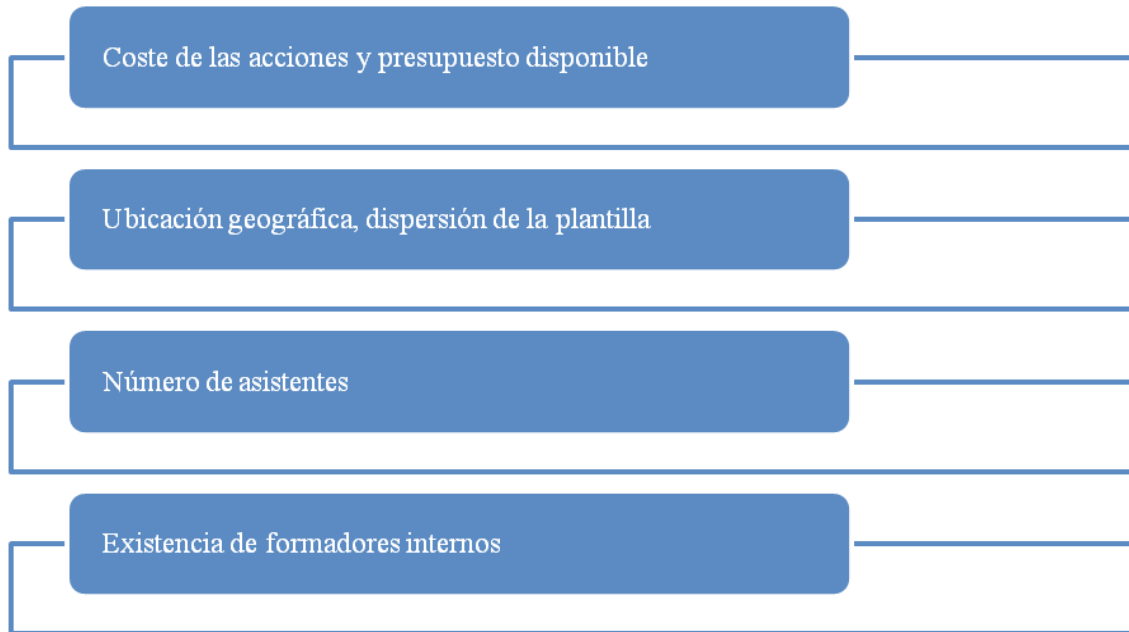 Coste de las acciones y presupuesto disponible
Ubicación geográfica, dispersión de la plantilla
Número de asistentes
Existencia de formadores internos